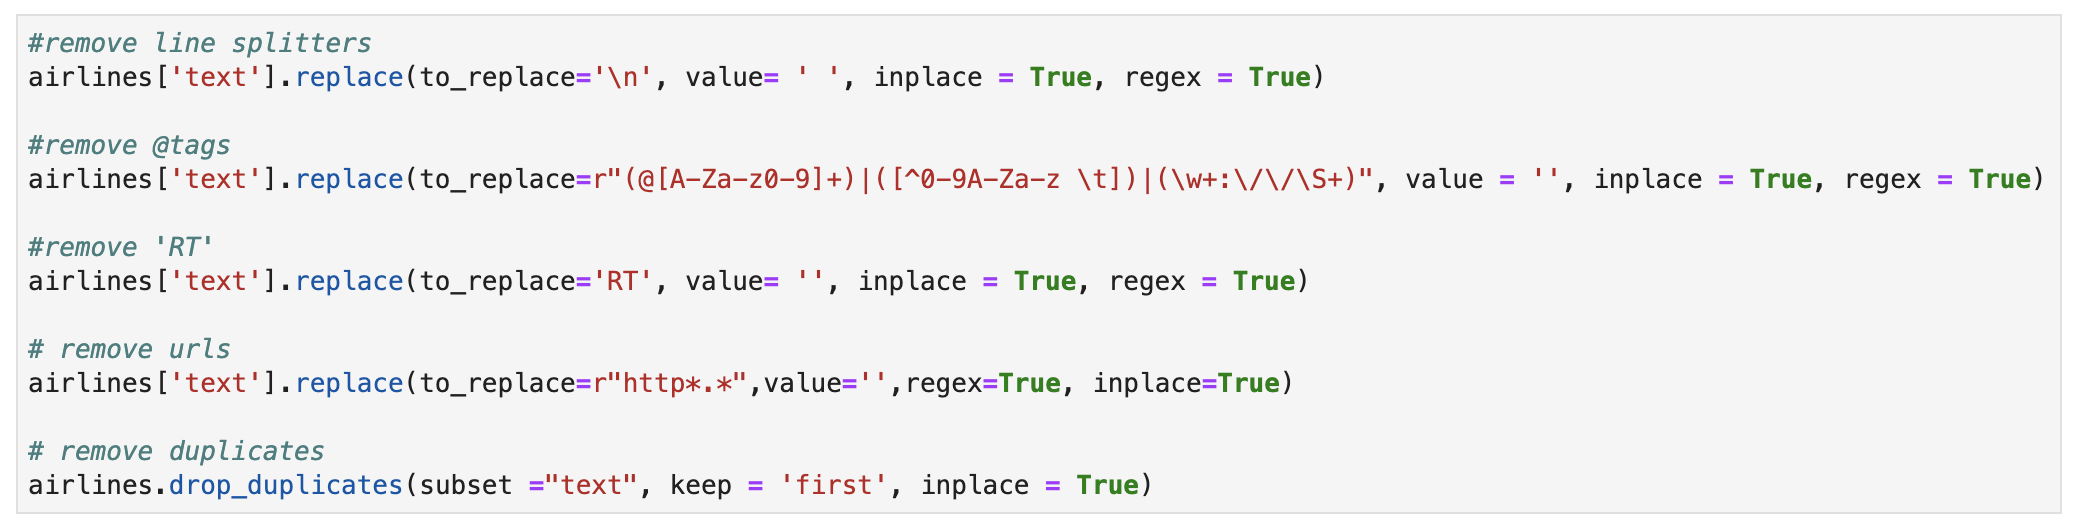 #remove line splitters
airlines['text'].replace(to_replace='\n', value= ' ', inplace = True, regex = True)
#remove @tags
airlines['text'].replace(to_replace=r"(@[A-Za-z0-9]+)|([^0-9A-Za-z \t])|(\w+:\/\/\S+)", value = '', inplace = True, regex = True)
#remove 'RT'
airlines['text'].replace(to_replace='RT', value= '', inplace = True, regex = True)
# remove urls
airlines['text'].replace(to_replace=r"http*.*",value='',regex=True, inplace=True)
# remove duplicates
airlines.drop_duplicates(subset ="text", keep = 'first', inplace = True)